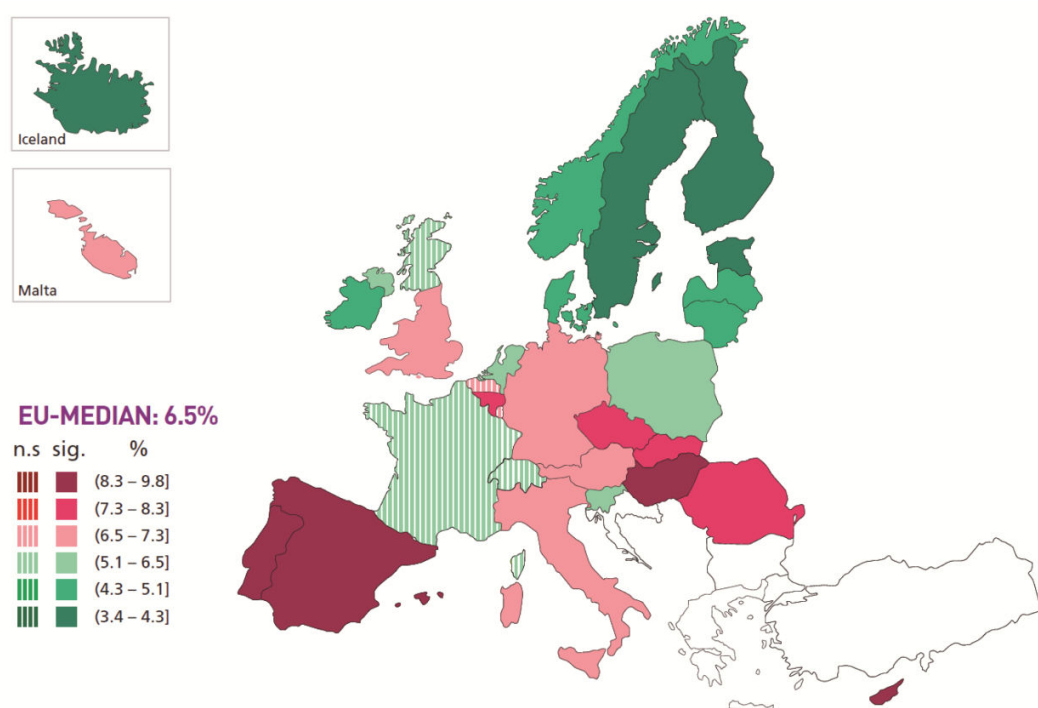 Iceland
Malta
EU-MEDIAN: 6.5%
n.s sig. %
(8.3 – 9.8]
(7.3 – 8.3]
(6.5 – 7.3]
(5.1 – 6.5]
(4.3 – 5.1]
(3.4 – 4.3]